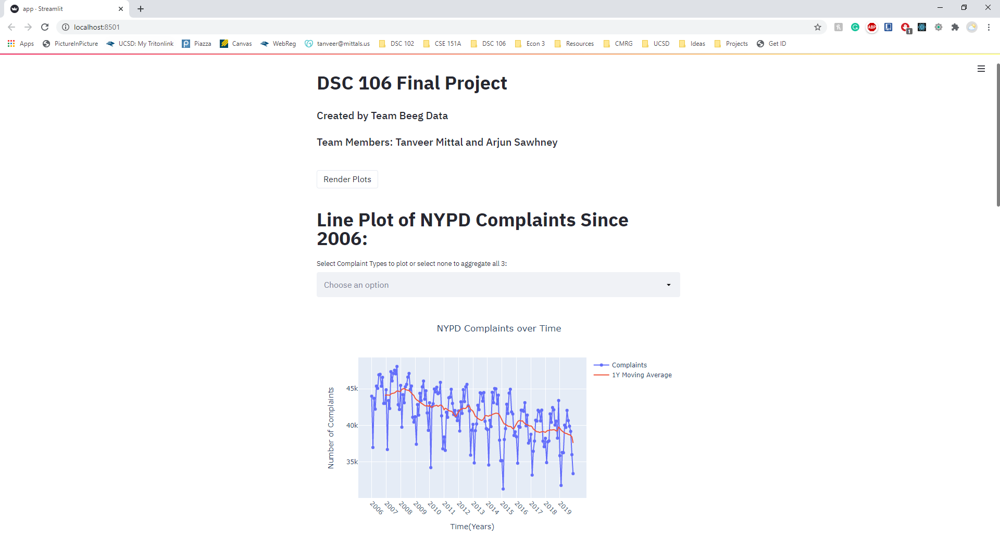 app · Streamlit
localhost:8501
ABP
1
Apps PictureInPicture UCSD: My Tritonlink Piazza Canvas WebReg tanveer@mittals.us DSC 102 CSE 151A DSC 106 Econ 3 Resources CMRG UCSD Ideas Projects Get ID
DSC 106 Final Project
Created by Team Beeg Data
Team Members: Tanveer Mittal and Arjun Sawhney
Render Plots
Line Plot of NYPD Complaints Since
2006:
Select Complaint Types to plot or select none to aggregate all 3:
Choose an option
NYPD Complaints over Time
Complaints
1Y Moving Average
Number of Complaints
45k
40k
35k
2006 2007 2008 2009 2010 2011 2012 2013 2014 2015 2016 2017 2018 2019
Time(Years)